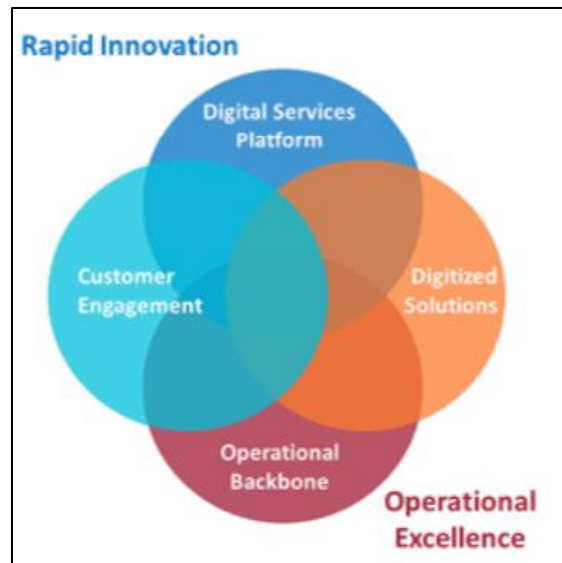 Rapid Innovation
Digital Services
Platform
Customer
Engagement
Digitized
Solutions
Operational
Backbone
Operational
Excellence